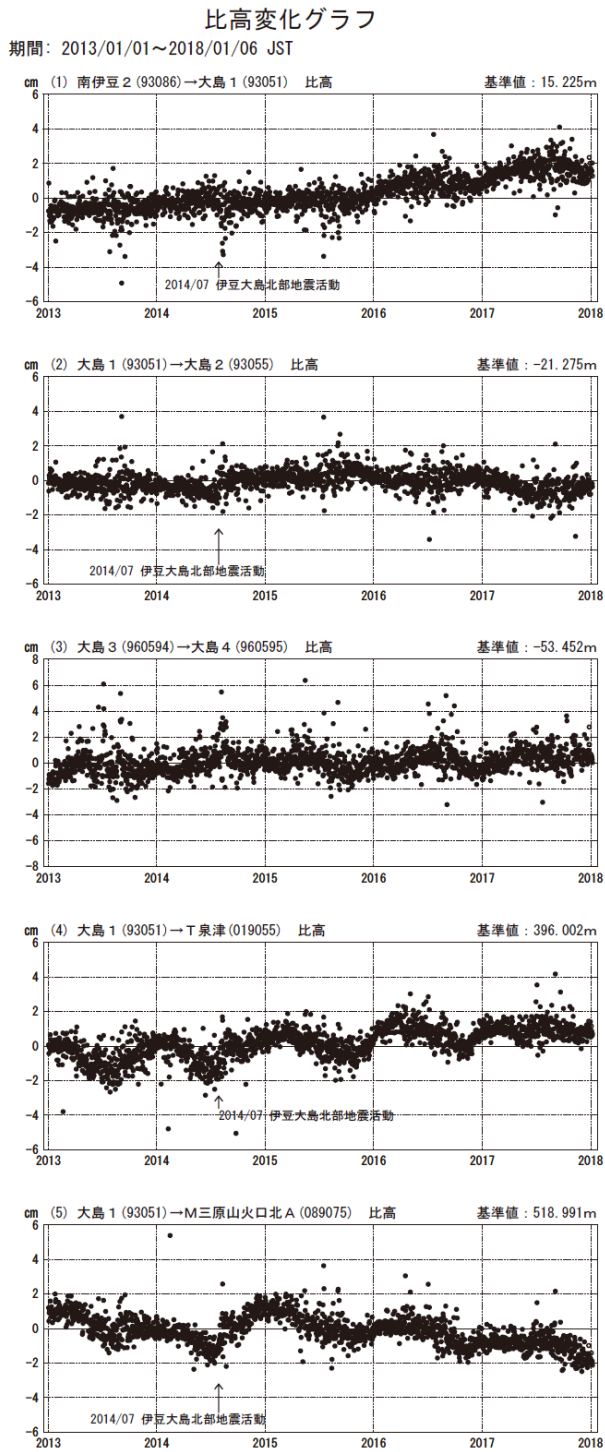 比高変化グラフ
期間: 2013/01/01～2018/01/06 JST
cm (1) 南伊豆２(93086)→大島１(93051) 比高 基準値：15.225m
6
4
2
0
-2
-4
-6
2014/07 伊豆大島北部地震活動
2013 2014 2015 2016 2017 2018
cm (2) 大島１(93051)→大島２(93055) 比高 基準値：-21.275m
6
4
2
0
-2
-4
-6
2014/07 伊豆大島北部地震活動
2013 2014 2015 2016 2017 2018
cm (3) 大島３(960594)→大島４(960595) 比高 基準値：-53.452m
8
6
4
2
0
-2
-4
-6
-8
2013 2014 2015 2016 2017 2018
cm (4) 大島１(93051)→Ｔ泉津(019055) 比高 基準値：396.002m
6
4
2
0
-2
-4
-6
2014/07 伊豆大島北部地震活動
2013 2014 2015 2016 2017 2018
cm (5) 大島１(93051)→Ｍ三原山火口北Ａ(089075) 比高 基準値：518.991m
6
4
2
0
-2
-4
-6
2014/07 伊豆大島北部地震活動
2013 2014 2015 2016 2017 2018